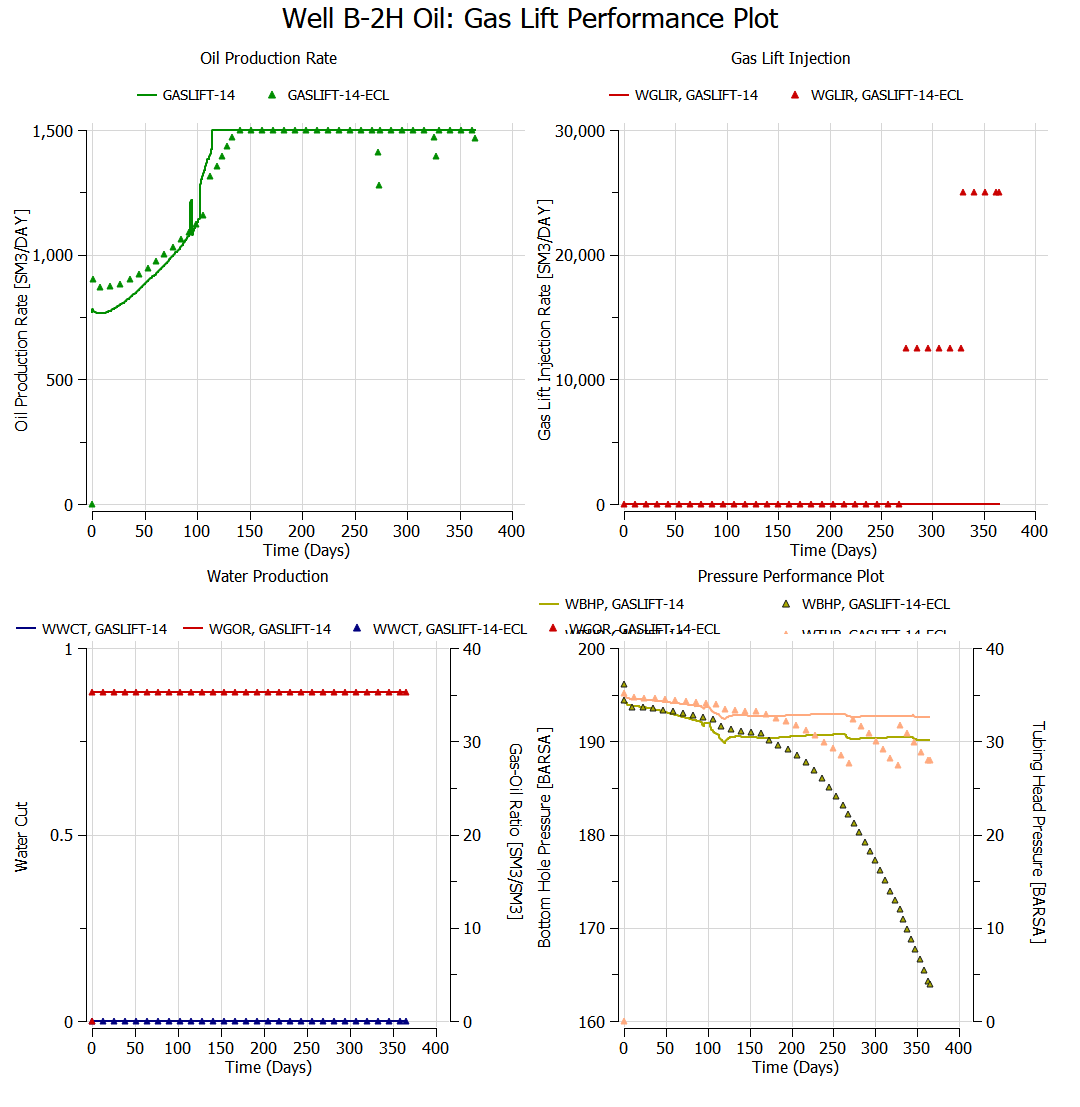 Well B-2H Oil: Gas Lift Performance Plot
Oil Production Rate
GASLIFT-14
GASLIFT-14-ECL
1,500
1,000
500
0
Oil Production Rate [SM3/DAY]
0 50 100 150 200 250 300 350 400
Time (Days)
Gas Lift Injection
WGLIR, GASLIFT-14
WGLIR, GASLIFT-14-ECL
30,000
20,000
10,000
0
Gas Lift Injection Rate [SM3/DAY]
0 50 100 150 200 250 300 350 400
Time (Days)
Water Production
WWCT, GASLIFT-14
WGOR, GASLIFT-14
WWCT, GASLIFT-14-ECL
WGOR, GASLIFT-14-ECL
1
0.5
0
Water Cut
40
30
20
10
0
Gas-Oil Ratio [SM3/SM3]
0 50 100 150 200 250 300 350 400
Time (Days)
Pressure Performance Plot
WBHP, GASLIFT-14
WBHP, GASLIFT-14-ECL
200
190
180
170
160
Bottom Hole Pressure [BARSA]
40
30
20
10
0
Tubing Head Pressure [BARSA]
0 50 100 150 200 250 300 350 400
Time (Days)